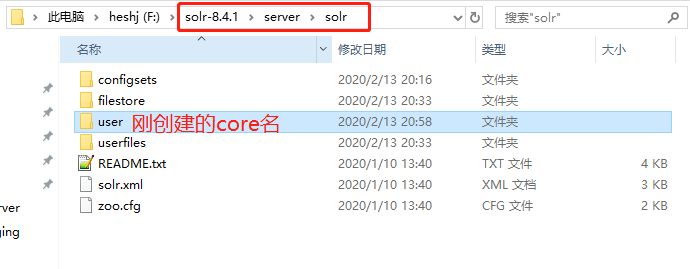 此电脑 > heshj (F:) > solr-8.4.1 > server > solr
搜索"solr"
名称 修改日期 类型 大小
configsets 2020/2/13 20:16 文件夹
filestore 2020/2/13 20:33 文件夹
user 刚创建的core名 2020/2/13 20:58 文件夹
userfiles 2020/2/13 20:33 文件夹
README.txt 2020/1/10 13:40 TXT 文件 4 KB
solr.xml 2020/1/10 13:40 XML 文档 3 KB
zoo.cfg 2020/1/10 13:40 CFG 文件 2 KB
rver
ging